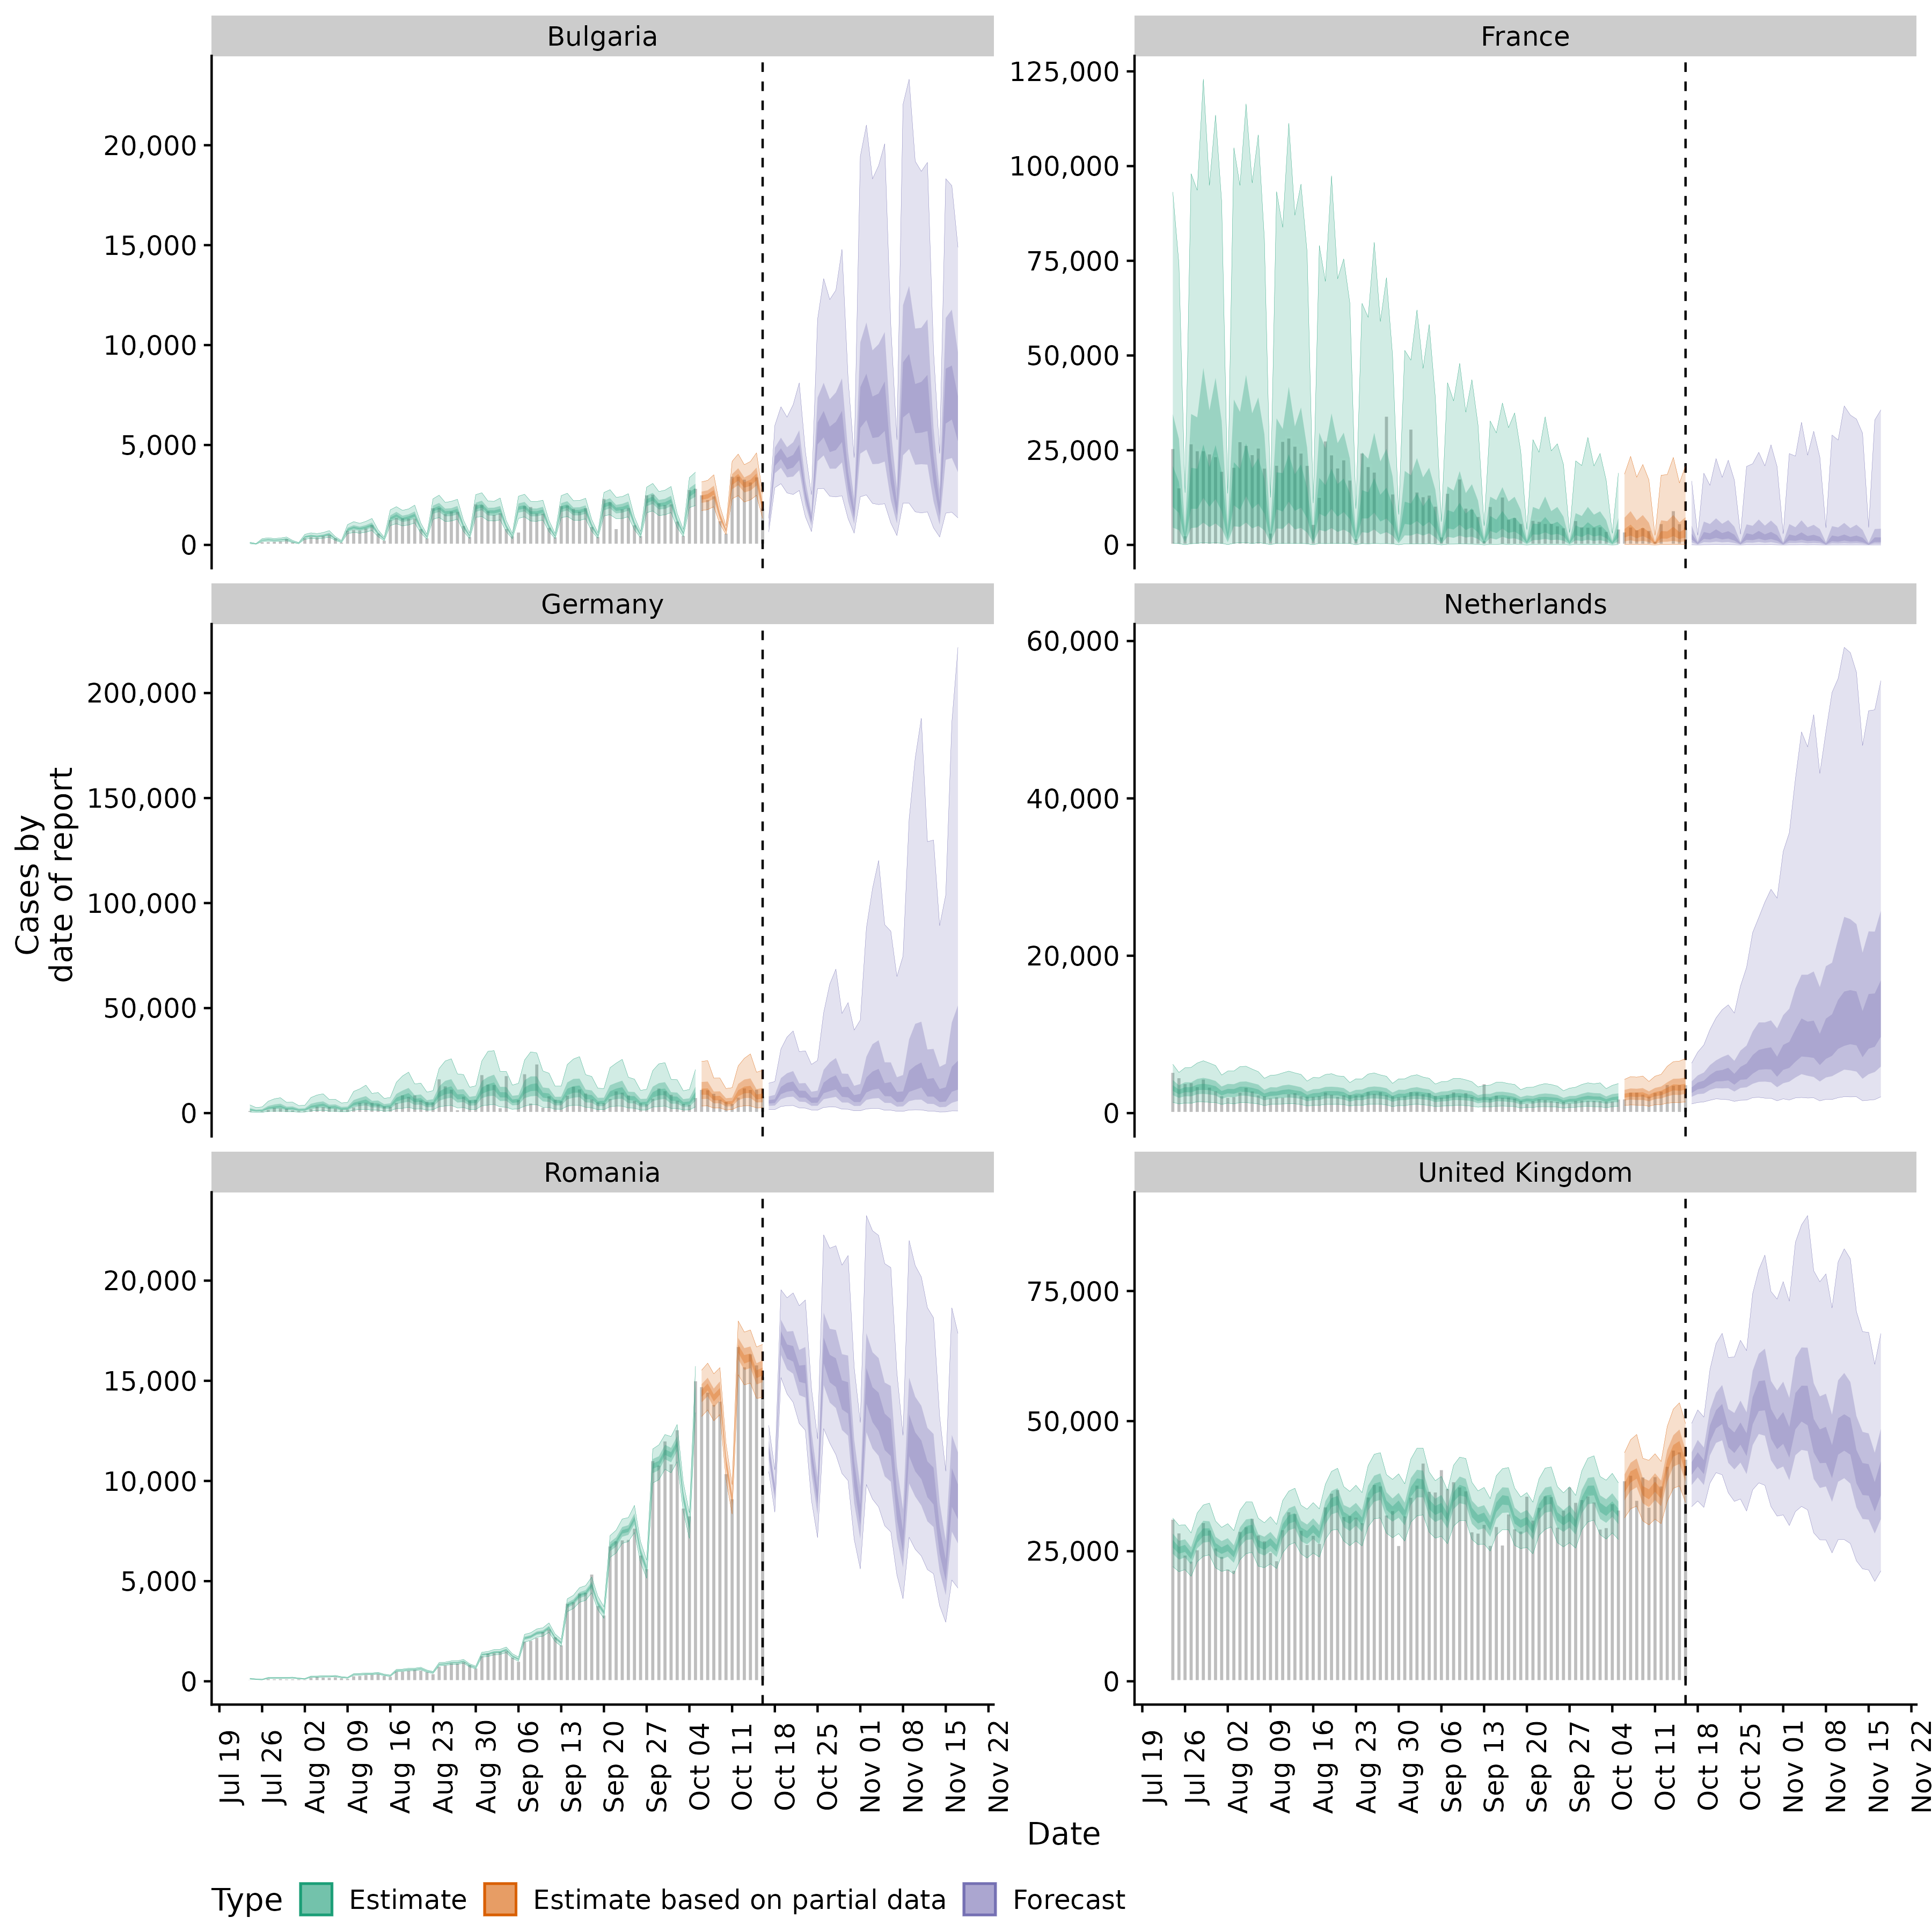 Bulgaria
France
20,000
15,000
10,000
5,000
0
125,000
100,000
75,000
50,000
25,000
0
Germany
Netherlands
200,000
150,000
100,000
50,000
0
60,000
40,000
20,000
0
Romania
United Kingdom
20,000
15,000
10,000
5,000
0
75,000
50,000
25,000
0
Cases by
date of report
Jul 19
Jul 26
Aug 02
Aug 09
Aug 16
Aug 23
Aug 30
Sep 06
Sep 13
Sep 20
Sep 27
Oct 04
Oct 11
Oct 18
Oct 25
Nov 01
Nov 08
Nov 15
Nov 22
Jul 19
Jul 26
Aug 02
Aug 09
Aug 16
Aug 23
Aug 30
Sep 06
Sep 13
Sep 20
Sep 27
Oct 04
Oct 11
Oct 18
Oct 25
Nov 01
Nov 08
Nov 15
Nov 22
Date
Type Estimate Estimate based on partial data Forecast